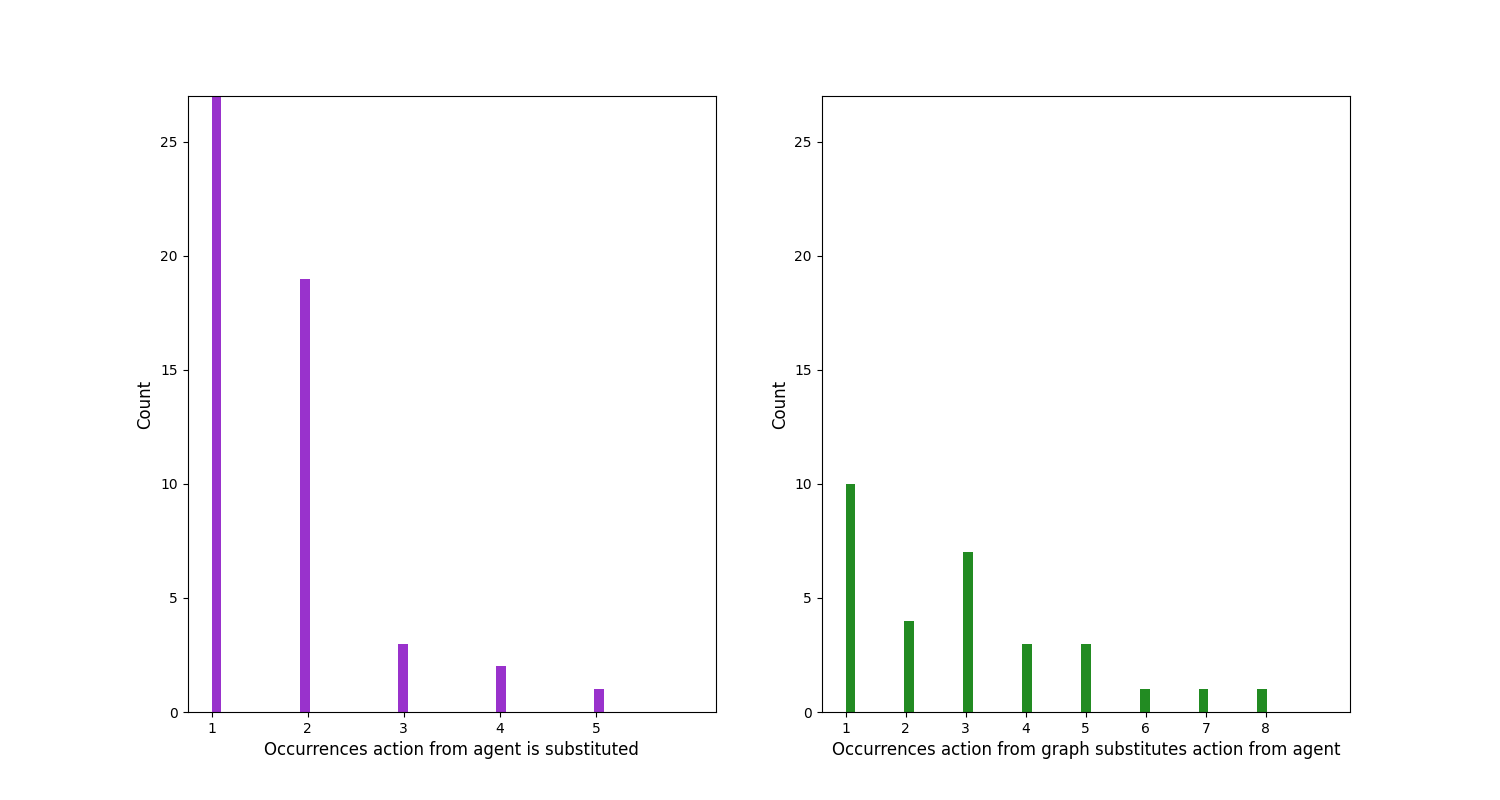 25
20
15
10
5
0
Count
1 2 3 4 5
Occurrences action from agent is substituted
25
20
15
10
5
0
Count
1 2 3 4 5 6 7 8
Occurrences action from graph substitutes action from agent